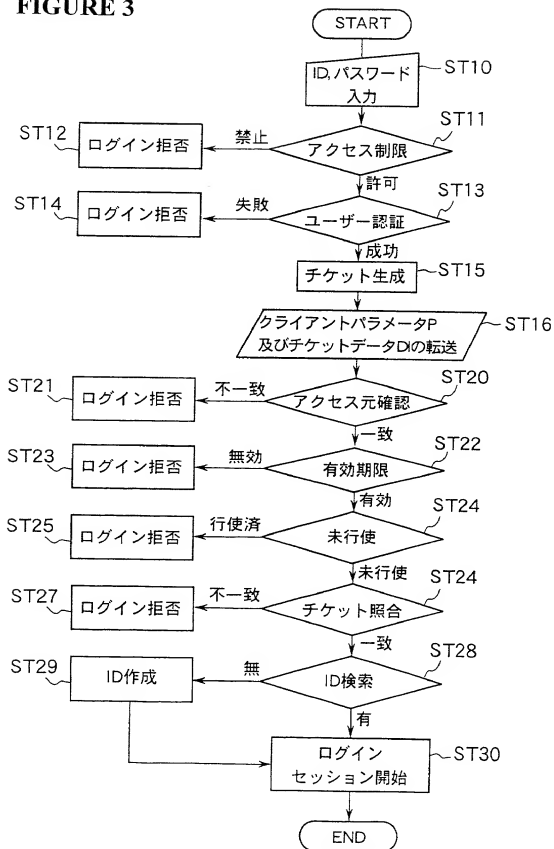 FIGURE 3
START
ID,パスワード
入力
ST10
ST11
アクセス制限
禁止
ST12
ログイン拒否
許可
ST13
ユーザー認証
失敗
ST14
ログイン拒否
成功
チケット生成
ST15
クライアントパラメータP
及びチケットデータDIの転送
ST16
ST20
アクセス元確認
不一致
ST21
ログイン拒否
一致
ST22
有効期限
無効
ST23
ログイン拒否
有効
ST24
未行使
行使済
ST25
ログイン拒否
未行使
ST24
チケット照合
不一致
ST27
ログイン拒否
一致
ST28
ID検索
無
ST29
ID作成
有
ログイン
セッション開始
ST30
END